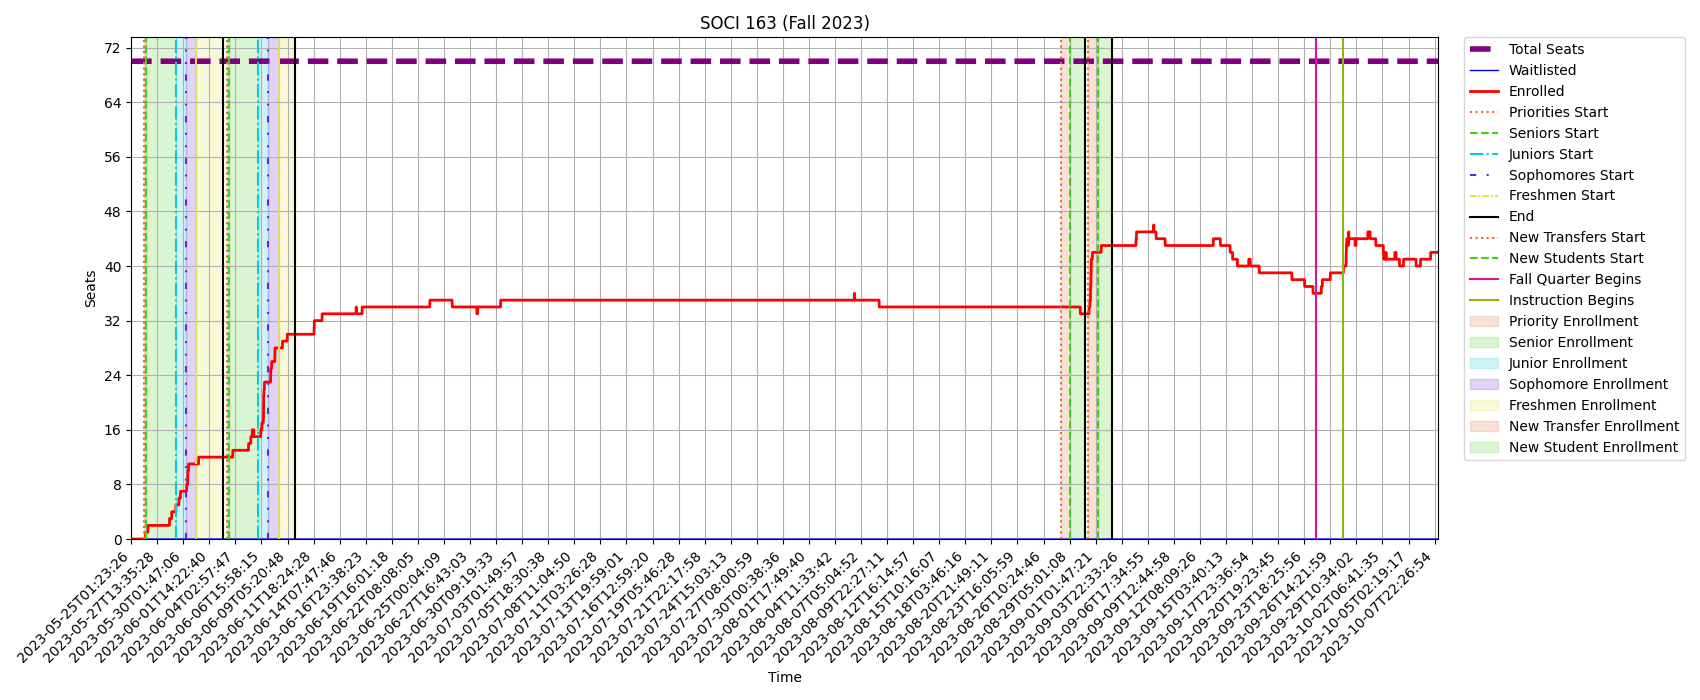 SOCI 163 (Fall 2023)
Seats
72
64
56
48
40
32
24
16
8
0
2023-05-25T01:23:26
2023-05-27T13:35:28
2023-05-30T01:47:06
2023-06-01T14:22:40
2023-06-04T02:57:47
2023-06-06T15:58:15
2023-06-09T05:20:48
2023-06-11T18:24:28
2023-06-14T07:47:46
2023-06-16T23:38:23
2023-06-19T16:01:18
2023-06-22T08:08:05
2023-06-25T00:04:09
2023-06-27T16:43:03
2023-06-30T09:19:33
2023-07-03T01:49:57
2023-07-05T18:30:38
2023-07-08T11:04:50
2023-07-11T03:26:28
2023-07-13T19:59:01
2023-07-16T12:59:20
2023-07-19T05:46:28
2023-07-21T22:17:58
2023-07-24T15:03:13
2023-07-27T08:00:59
2023-07-30T00:38:36
2023-08-01T17:49:40
2023-08-04T11:33:42
2023-08-07T05:04:52
2023-08-09T22:27:11
2023-08-12T16:14:57
2023-08-15T10:16:07
2023-08-18T03:46:16
2023-08-20T21:49:11
2023-08-23T16:05:59
2023-08-26T10:24:46
2023-08-29T05:01:08
2023-09-01T01:47:21
2023-09-03T22:33:26
2023-09-06T17:34:55
2023-09-09T12:44:58
2023-09-12T08:09:26
2023-09-15T03:40:13
2023-09-17T23:36:54
2023-09-20T19:23:45
2023-09-23T18:25:56
2023-09-26T14:21:59
2023-09-29T10:34:02
2023-10-02T06:41:35
2023-10-05T02:19:17
2023-10-07T22:26:54
Time
Total Seats
Waitlisted
Enrolled
Priorities Start
Seniors Start
Juniors Start
Sophomores Start
Freshmen Start
End
New Transfers Start
New Students Start
Fall Quarter Begins
Instruction Begins
Priority Enrollment
Senior Enrollment
Junior Enrollment
Sophomore Enrollment
Freshmen Enrollment
New Transfer Enrollment
New Student Enrollment